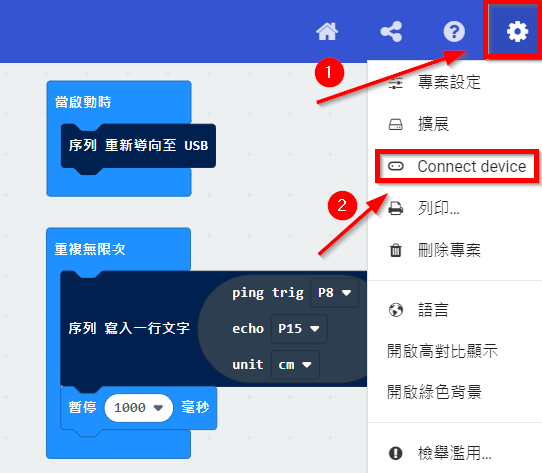 1
專案設定
當啟動時
擴展
序列 重新導向至 USB
Connect device
2
列印...
重複無限次
刪除專案
ping trig P8
序列 寫入一行文字
echo P15
unit cm
語言
開啟高對比顯示
開啟綠色背景
暫停 1000 毫秒
檢舉濫用...